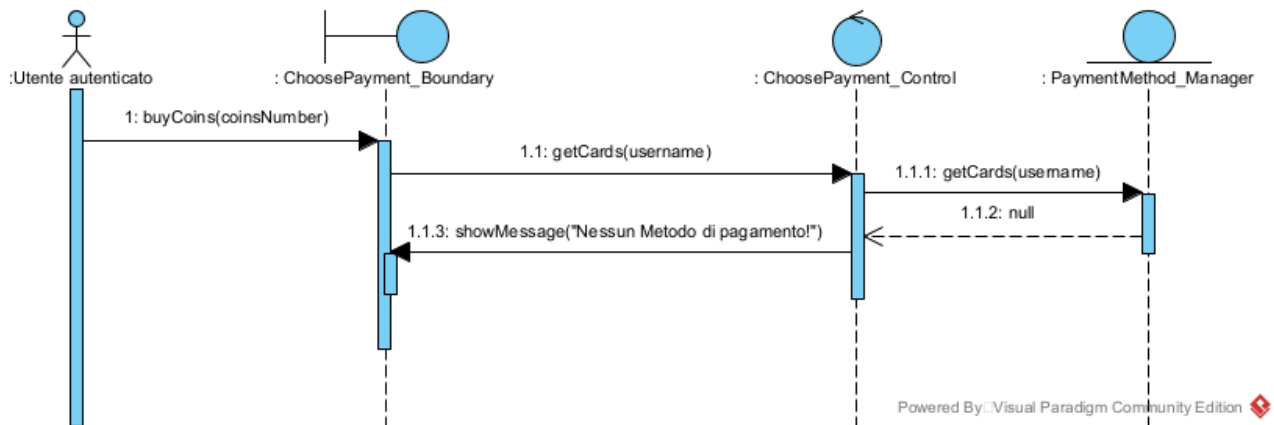 :Utente autenticato
: ChoosePayment_Boundary
: ChoosePayment_Control
: PaymentMethod_Manager
1: buyCoins(coinsNumber)
1.1: getCards(username)
1.1.1: getCards(username)
1.1.2: null
1.1.3: showMessage("Nessun Metodo di pagamento!")
Powered By Visual Paradigm Community Edition